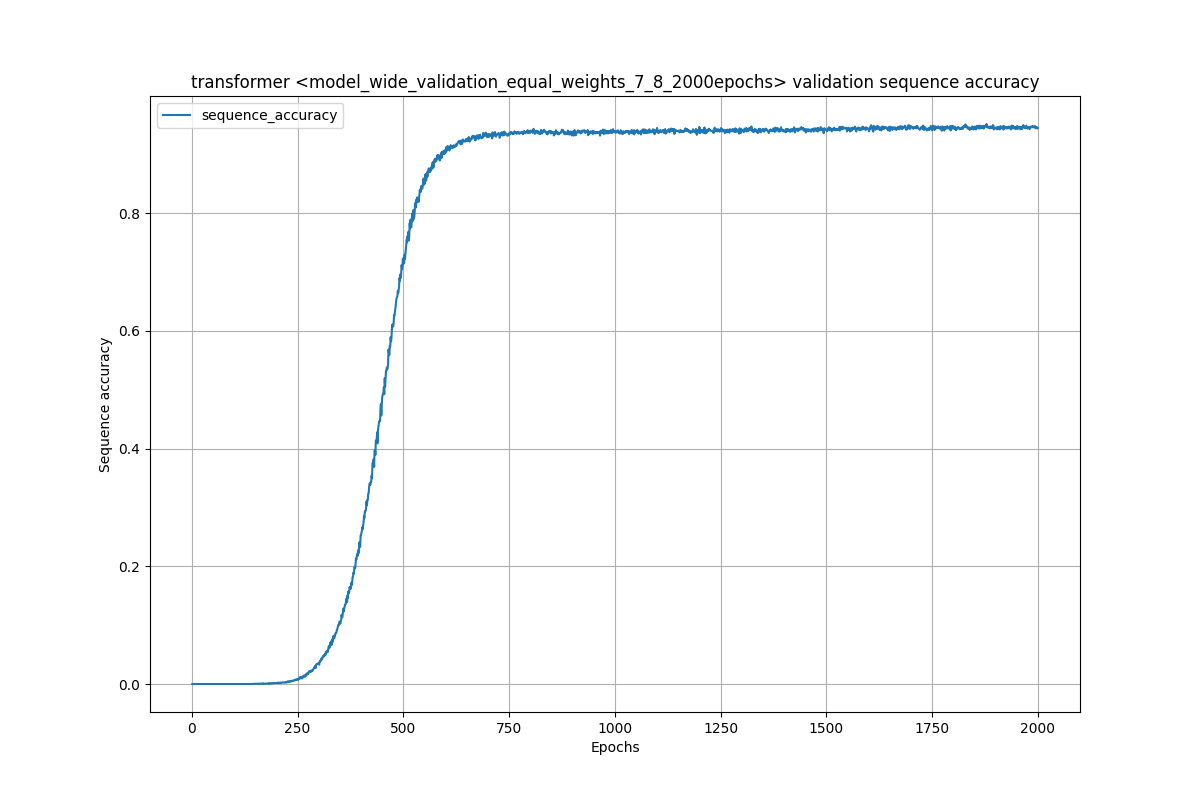 transformer <model_wide_validation_equal_weights_7_8_2000epochs> validation sequence accuracy
sequence_accuracy
Sequence accuracy
0.8
0.6
0.4
0.2
0.0
0 250 500 750 1000 1250 1500 1750 2000
Epochs